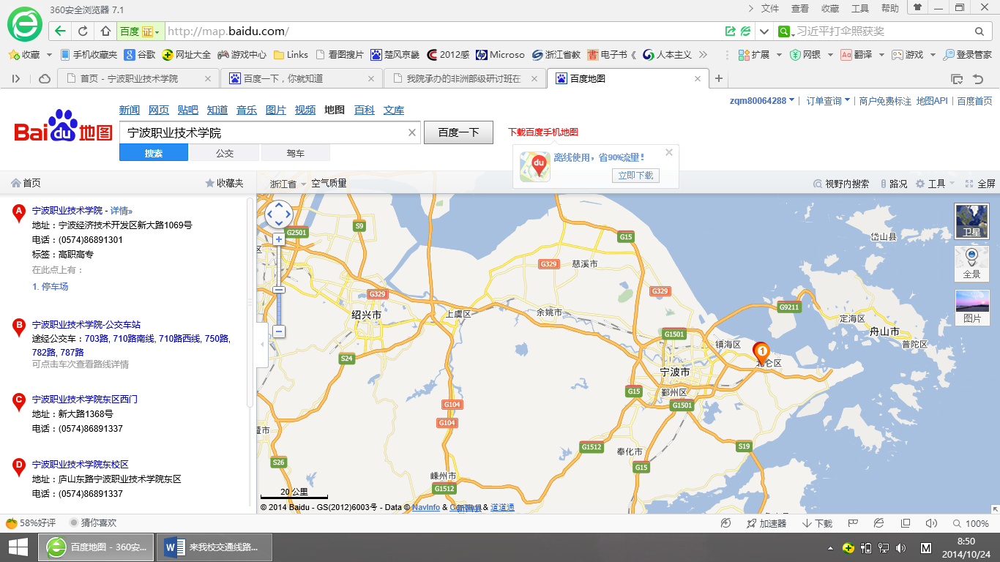 360安全浏览器 7.1
文件 查看 收藏 工具 帮助
百度 证 http://map.baidu.com/
习近平打伞照获奖
收藏 手机收藏夹 谷歌 网址大全 游戏中心 Links 看图搜片 楚风京畿 2012感 Microso 浙江省教 电子书《 人本主义 扩展 网银 翻译 游戏 登录管家
首页 - 宁波职业技术学院 百度一下，你就知道 我院承办的非洲部级研讨班在 百度地图
zqm80064288 订单查询 商户免费标注 地图API 百度首页
新闻 网页 贴吧 知道 音乐 图片 视频 地图 百科 文库
Bai du 地图
宁波职业技术学院 百度一下 下载百度手机地图
搜索 公交 驾车
du 离线使用，省90%流量！
立即下载
首页 收藏夹 浙江省 空气质量 视野内搜索 路况 工具 全屏
A 宁波职业技术学院 - 详情»
地址：宁波经济技术开发区新大路1069号
电话：(0574)86891301
标签：高职高专
在此点上有：
1. 停车场
B 宁波职业技术学院-公交车站
途经公交车：703路, 710路南线, 710路西线, 750路,
782路, 787路
可点击车次查看路线详情
C 宁波职业技术学院东区西门
地址：新大路1368号
电话：(0574)86891337
D 宁波职业技术学院东校区
地址：庐山东路宁波职业技术学院东区
电话：(0574)86891337
G2501
S9
G15
岱山县
卫星
G329
慈溪市
全景
G329
G329
图片
绍兴市
上虞区
余姚市
G9211
定海区
舟山市
普陀区
G1501
镇海区
1
北仑区
S24
宁波市
G15
鄞州区
G1501
G104
G104
暨市
G1512
奉化市
S19
S26
G15
嵊州市
G1512
20 公里
新昌县
© 2014 Baidu - GS(2012)6003号 - Data © NavInfo & & 道道通
58%好评 猜你喜欢 加速器 下载 100%
百度地图 - 360安... 来我校交通线路... M 8:50
2014/10/24